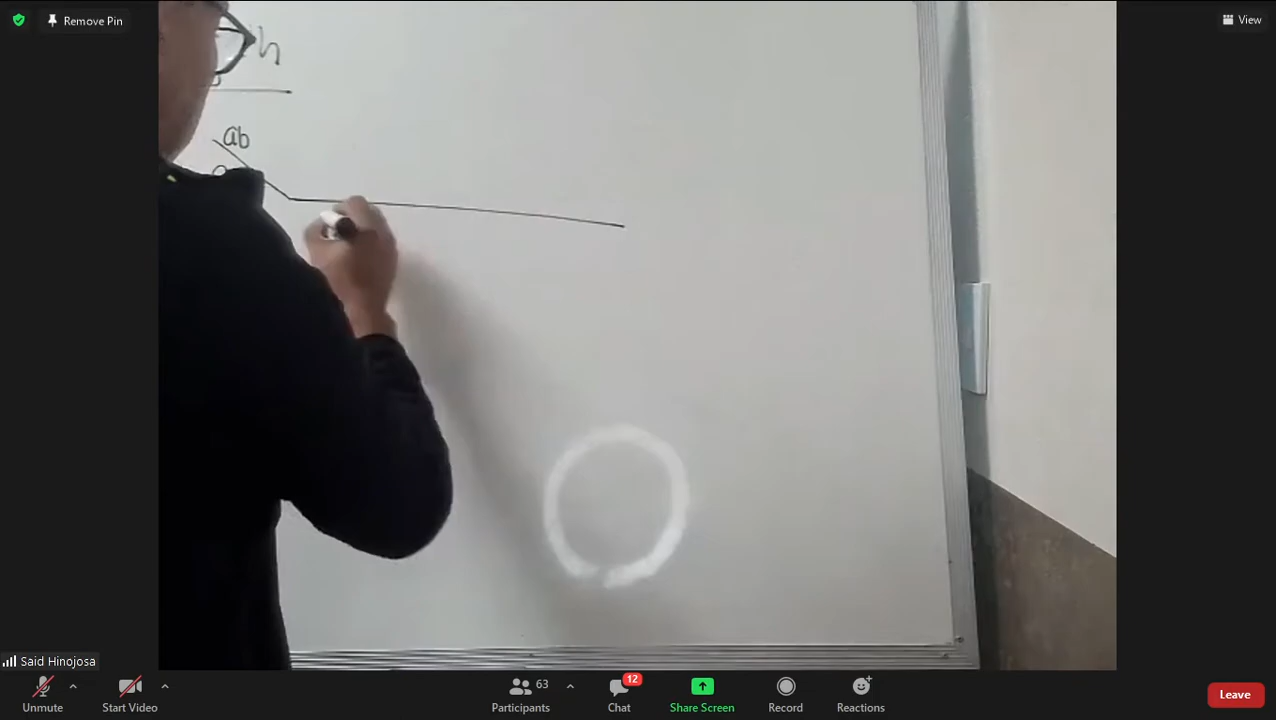 Remove Pin
View
h
ab
Said Hinojosa
Unmute
Start Video
63
Participants
12
Chat
Share Screen
Record
Reactions
Leave